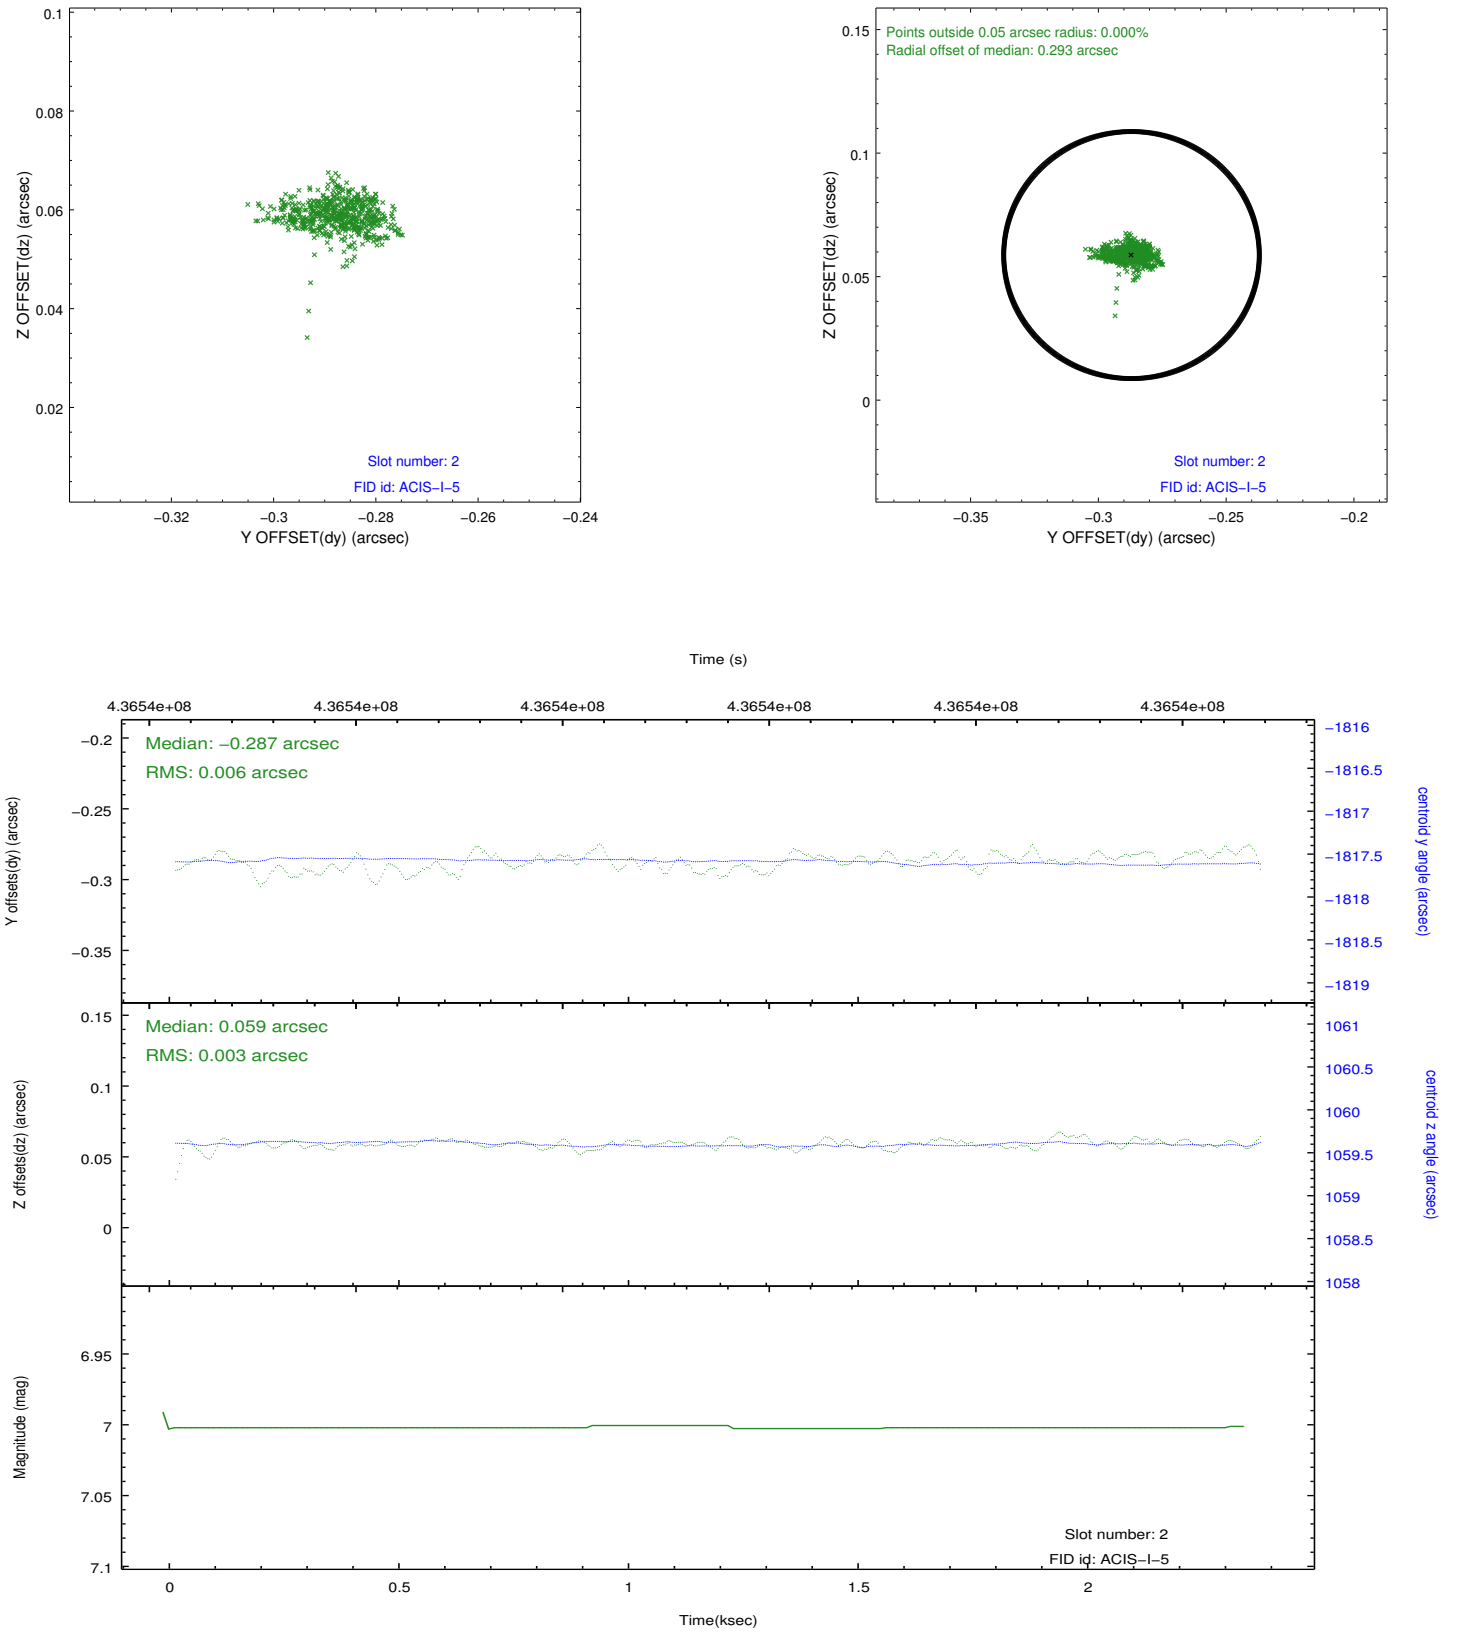 0.1
0.08
0.06
0.04
0.02
Z OFFSET(dz) (arcsec)
Slot number: 2
FID id: ACIS−I−5
−0.32 −0.3 −0.28 −0.26 −0.24
Y OFFSET(dy) (arcsec)
Points outside 0.05 arcsec radius: 0.000%
Radial offset of median: 0.293 arcsec
0.15
0.1
0.05
0
Z OFFSET(dz) (arcsec)
Slot number: 2
FID id: ACIS−I−5
−0.35 −0.3 −0.25 −0.2
Y OFFSET(dy) (arcsec)
Time (s)
4.3654e+08 4.3654e+08 4.3654e+08 4.3654e+08 4.3654e+08 4.3654e+08
Median: −0.287 arcsec
RMS: 0.006 arcsec
−0.2
−0.25
−0.3
−0.35
Y offsets(dy) (arcsec)
−1816
−1816.5
−1817
−1817.5
−1818
−1818.5
−1819
centroid y angle (arcsec)
Median: 0.059 arcsec
RMS: 0.003 arcsec
0.15
0.1
0.05
0
Z offsets(dz) (arcsec)
1061
1060.5
1060
1059.5
1059
1058.5
1058
centroid z angle (arcsec)
6.95
7
7.05
7.1
Magnitude (mag)
Slot number: 2
FID id: ACIS−I−5
0 0.5 1 1.5 2
Time(ksec)